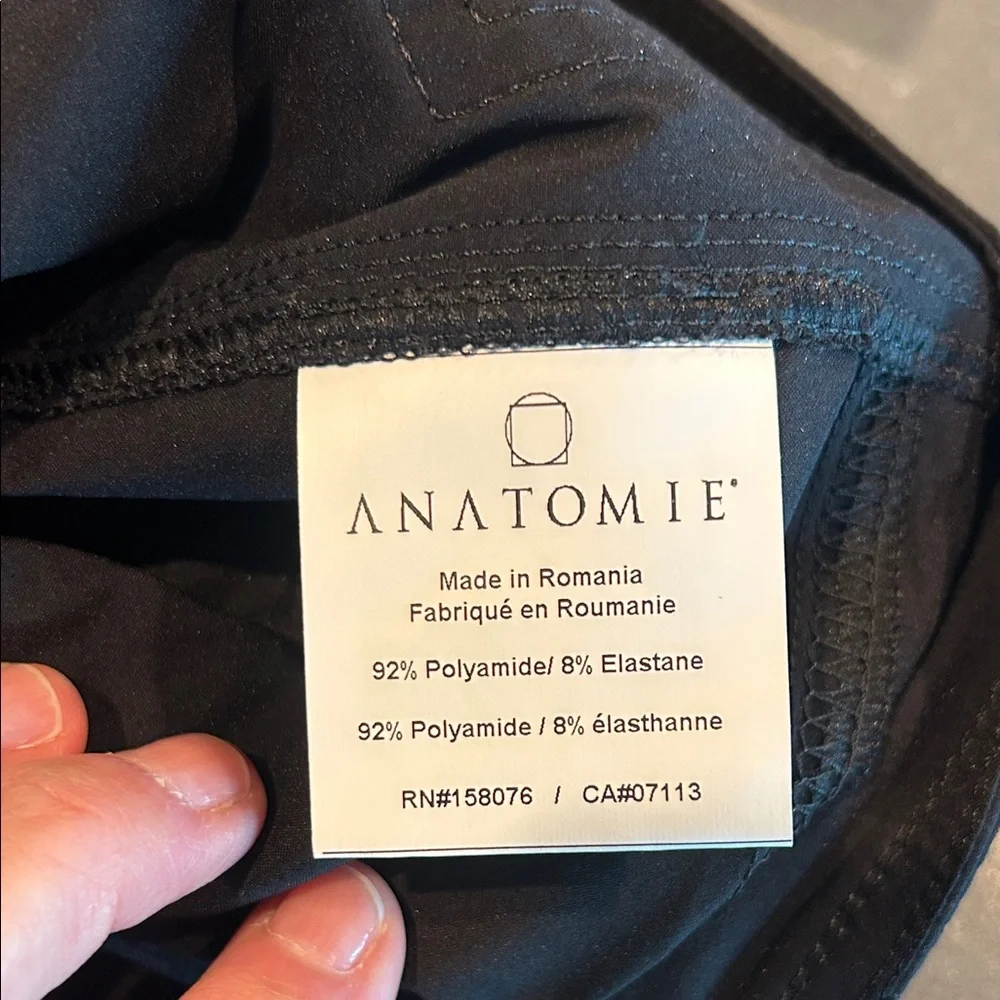 ANATOMIE
Made in Romania
Fabriqué en Roumanie
92% Polyamide/ 8% Elastane
92% Polyamide / 8% élasthanne
RN#158076 / CA#07113